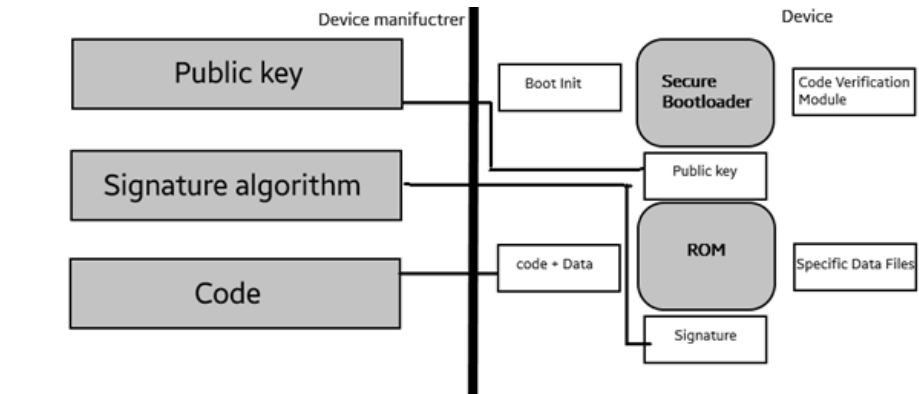 Device manifuctrer
Device
Public key
Boot Init
Secure
Bootloader
Code Verification
Module
Public key
Signature algorithm
ROM
code + Data
Specific Data Files
Code
Signature